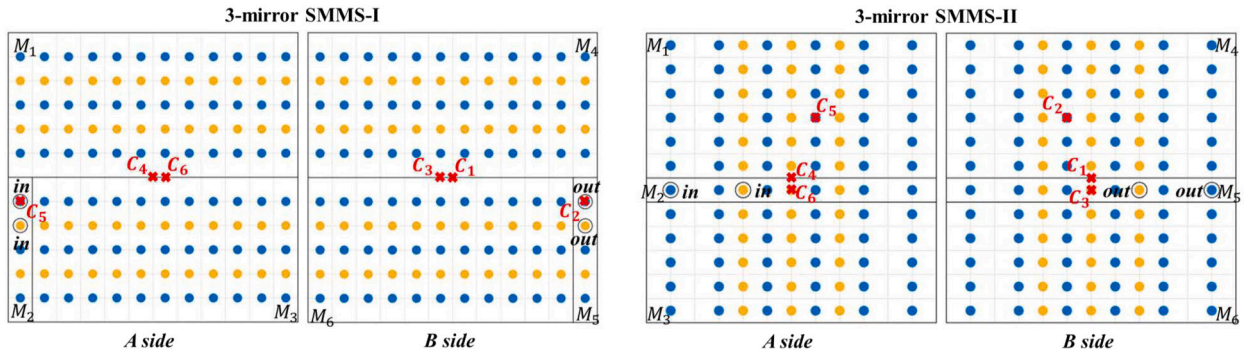 3-mirror SMMS-I
M₁
M₄
C₄ C₆
C₃ C₁
in
out
C₅
C₂
in
out
M₂
M₃
M₆
M₅
A side
B side
3-mirror SMMS-II
M₁
M₄
C₅
C₂
C₄
C₁
M₂ in
in
C₆
C₃
out
out
M₅
M₃
M₆
A side
B side